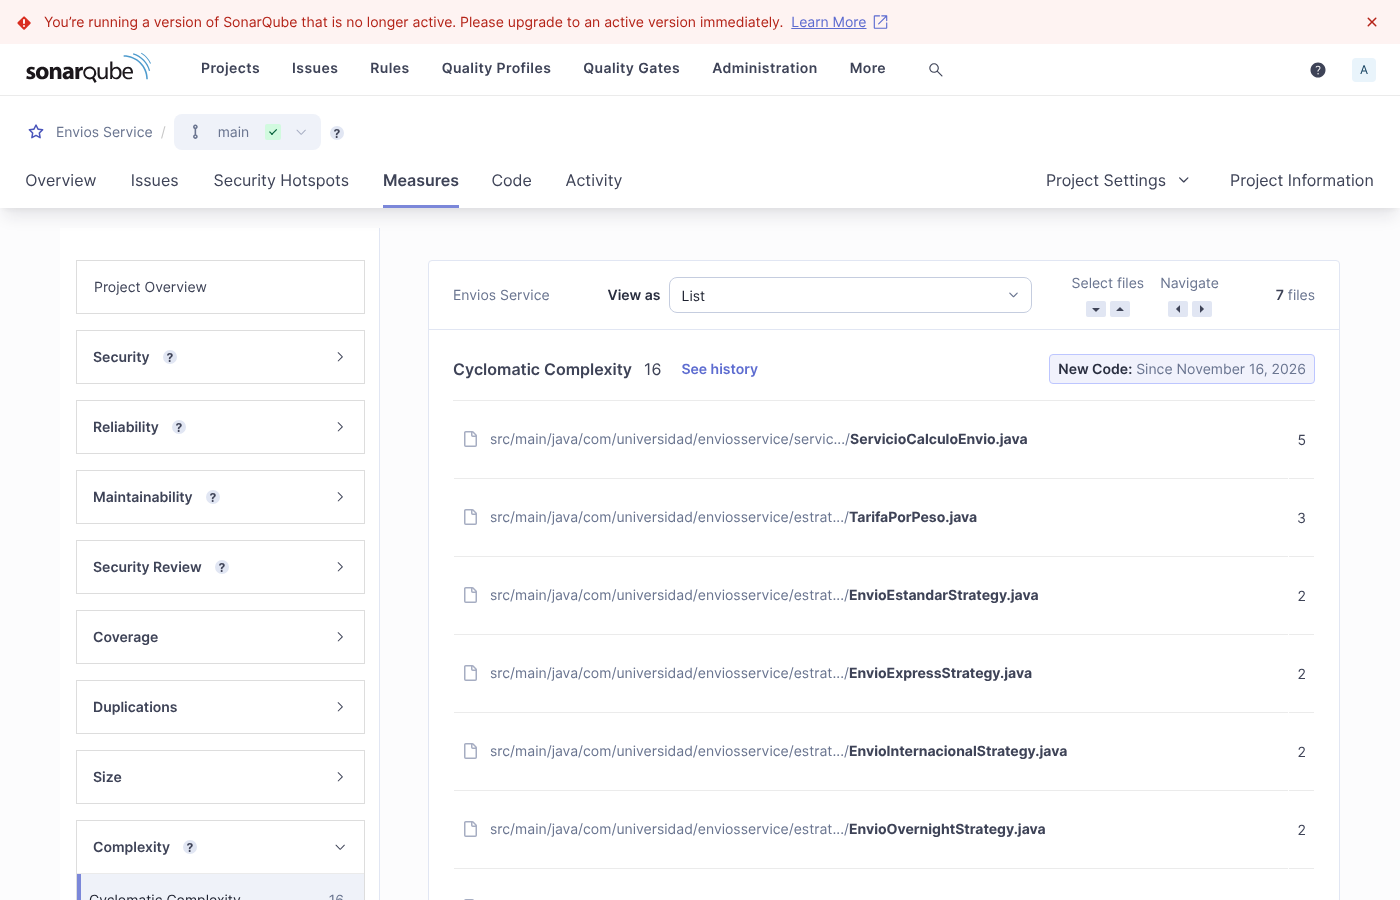 You're running a version of SonarQube that is no longer active. Please upgrade to an active version immediately. Learn More
sonarqube Projects Issues Rules Quality Profiles Quality Gates Administration More ? A
Envios Service / main ?
Overview Issues Security Hotspots Measures Code Activity Project Settings Project Information
Project Overview
Security ?
Reliability ?
Maintainability ?
Security Review ?
Coverage
Duplications
Size
Complexity ?
Cyclomatic Complexity 16
Envios Service View as List Select files Navigate 7 files
Cyclomatic Complexity 16 See history New Code: Since November 16, 2026
src/main/java/com/universidad/enviosservice/servic.../ServicioCalculoEnvio.java 5
src/main/java/com/universidad/enviosservice/estrat.../TarifaPorPeso.java 3
src/main/java/com/universidad/enviosservice/estrat.../EnvioEstandarStrategy.java 2
src/main/java/com/universidad/enviosservice/estrat.../EnvioExpressStrategy.java 2
src/main/java/com/universidad/enviosservice/estrat.../EnvioInternacionalStrategy.java 2
src/main/java/com/universidad/enviosservice/estrat.../EnvioOvernightStrategy.java 2